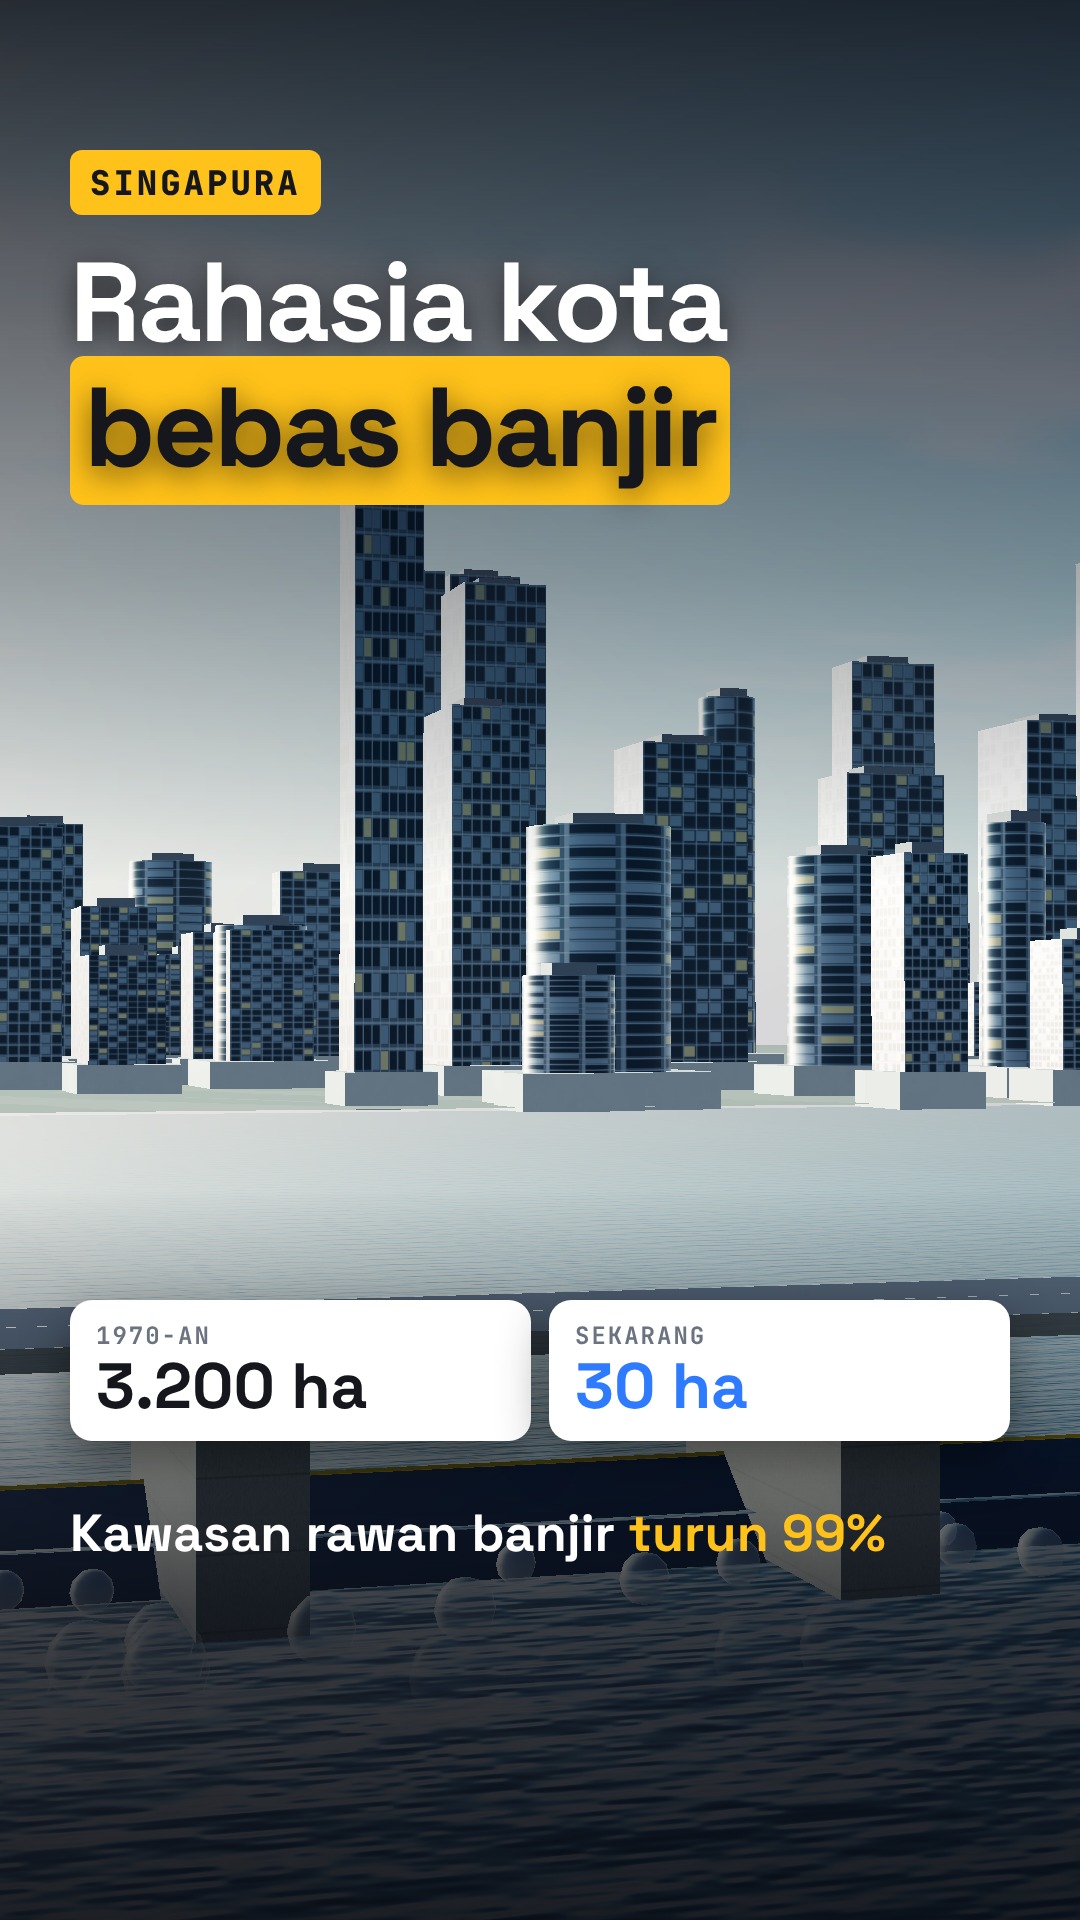 SINGAPURA
Rahasia kota
bebas banjir
1970-AN
3.200 ha
SEKARANG
30 ha
Kawasan rawan banjir turun 99%